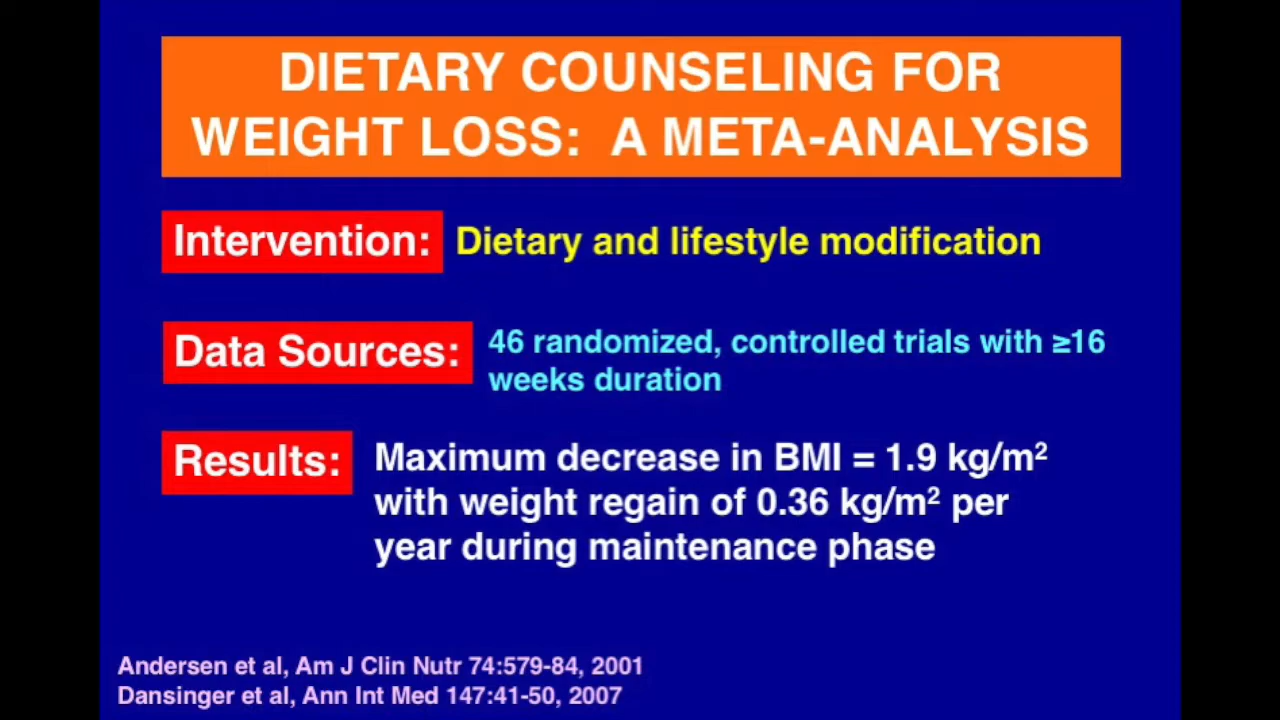 DIETARY COUNSELING FOR
WEIGHT LOSS: A META-ANALYSIS
Intervention: Dietary and lifestyle modification
Data Sources: 46 randomized, controlled trials with ≥16
weeks duration
Results: Maximum decrease in BMI = 1.9 kg/m²
with weight regain of 0.36 kg/m² per
year during maintenance phase
Andersen et al, Am J Clin Nutr 74:579-84, 2001
Dansinger et al, Ann Int Med 147:41-50, 2007